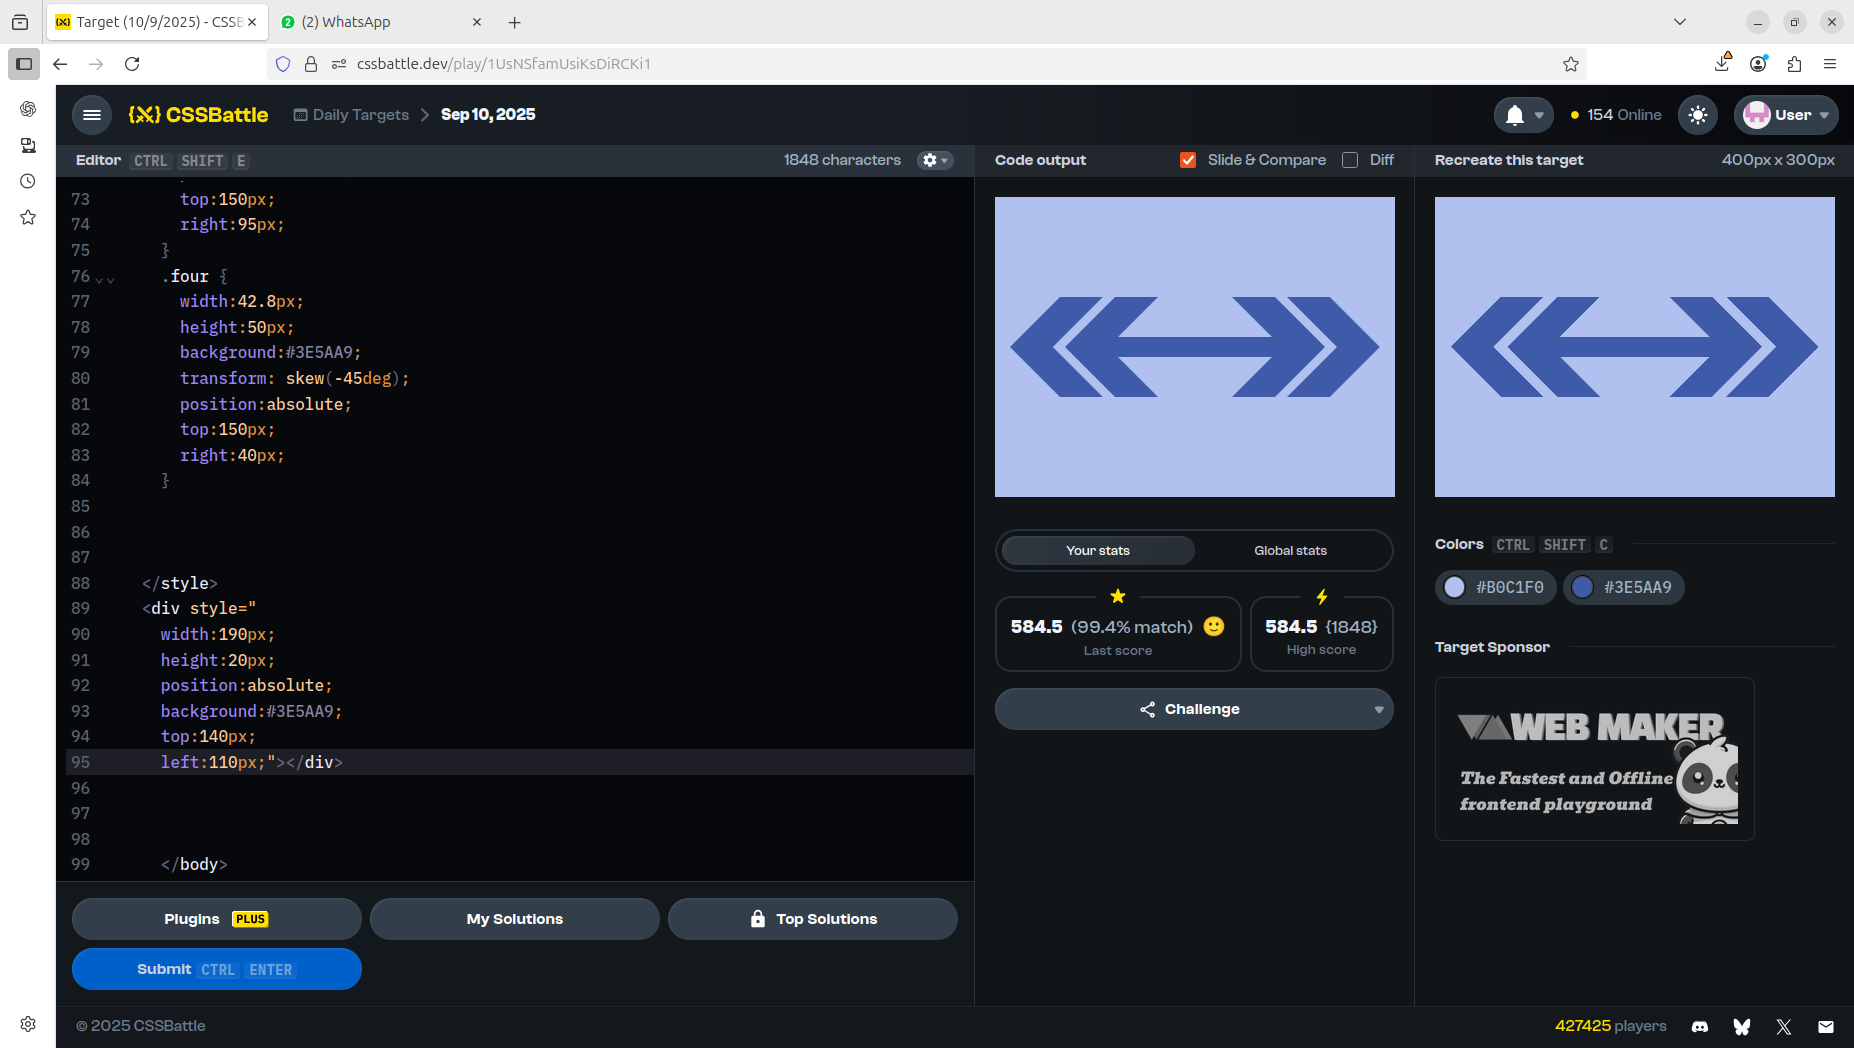 Target (10/9/2025) - CSSB
(2) WhatsApp
cssbattle.dev/play/1UsNSfamUsiKsDiRCKi1
CSSBattle
Daily Targets
Sep 10, 2025
154 Online
User
Editor CTRL SHIFT E
1848 characters
Code output
Slide & Compare
Diff
Recreate this target
400px x 300px
73 top:150px;
74 right:95px;
75 }
76 .four {
77 width:42.8px;
78 height:50px;
79 background:#3E5AA9;
80 transform: skew(-45deg);
81 position:absolute;
82 top:150px;
83 right:40px;
84 }
85
86
87
88 </style>
89 <div style="
90 width:190px;
91 height:20px;
92 position:absolute;
93 background:#3E5AA9;
94 top:140px;
95 left:110px;"></div>
96
97
98
99 </body>
Your stats
Global stats
584.5 (99.4% match)
Last score
584.5 {1848}
High score
Challenge
Colors CTRL SHIFT C
#B0C1F0
#3E5AA9
Target Sponsor
WEB MAKER
The Fastest and Offline
frontend playground
Plugins PLUS
My Solutions
Top Solutions
Submit CTRL ENTER
© 2025 CSSBattle
427425 players